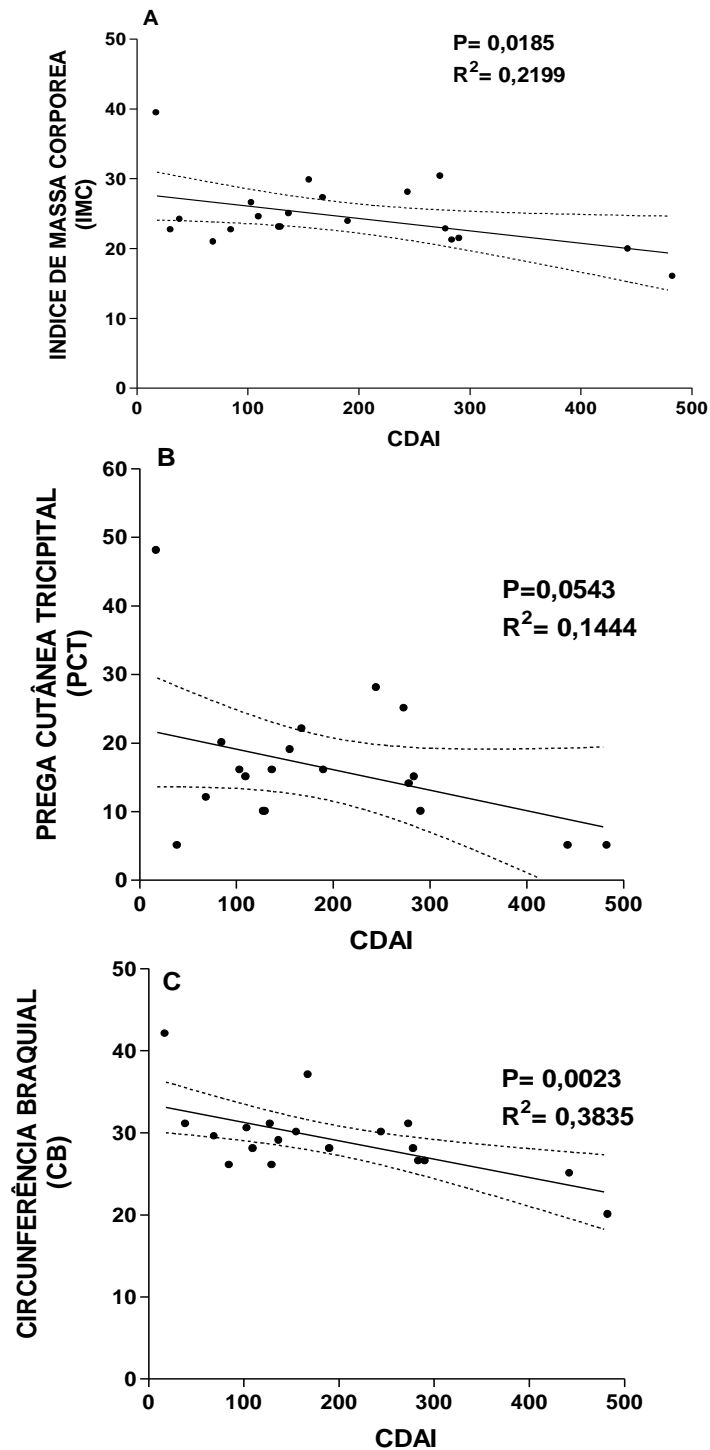 A
P= 0,0185
R²= 0,2199
INDICE DE MASSA CORPOREA
(IMC)
50
40
30
20
10
0
0 100 200 300 400 500
CDAI
B
P=0,0543
R²= 0,1444
PREGA CUTÂNEA TRICIPITAL
(PCT)
60
50
40
30
20
10
0
0 100 200 300 400 500
CDAI
C
P= 0,0023
R²= 0,3835
CIRCUNFERÊNCIA BRAQUIAL
(CB)
50
40
30
20
10
0
0 100 200 300 400 500
CDAI